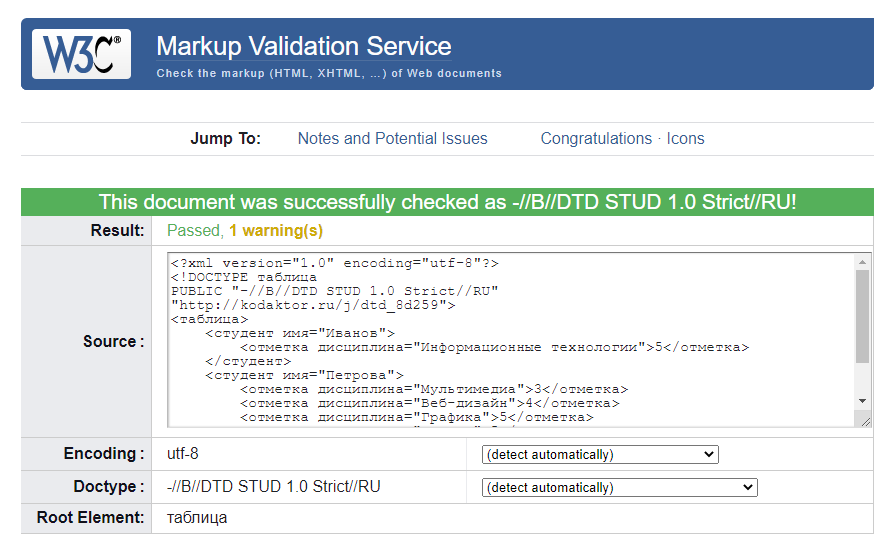 W3C®
Markup Validation Service
Check the markup (HTML, XHTML, …) of Web documents
Jump To: Notes and Potential Issues Congratulations · Icons
This document was successfully checked as -//B//DTD STUD 1.0 Strict//RU!
Result: Passed, 1 warning(s)
Source :
<?xml version="1.0" encoding="utf-8"?>
<!DOCTYPE таблица
PUBLIC "-//B//DTD STUD 1.0 Strict//RU"
"http://kodaktor.ru/j/dtd_8d259">
<таблица>
    <студент имя="Иванов">
        <отметка дисциплина="Информационные технологии">5</отметка>
    </студент>
    <студент имя="Петрова">
        <отметка дисциплина="Мультимедиа">3</отметка>
        <отметка дисциплина="Веб-дизайн">4</отметка>
        <отметка дисциплина="Графика">5</отметка>
Encoding : utf-8 (detect automatically)
Doctype : -//B//DTD STUD 1.0 Strict//RU (detect automatically)
Root Element: таблица